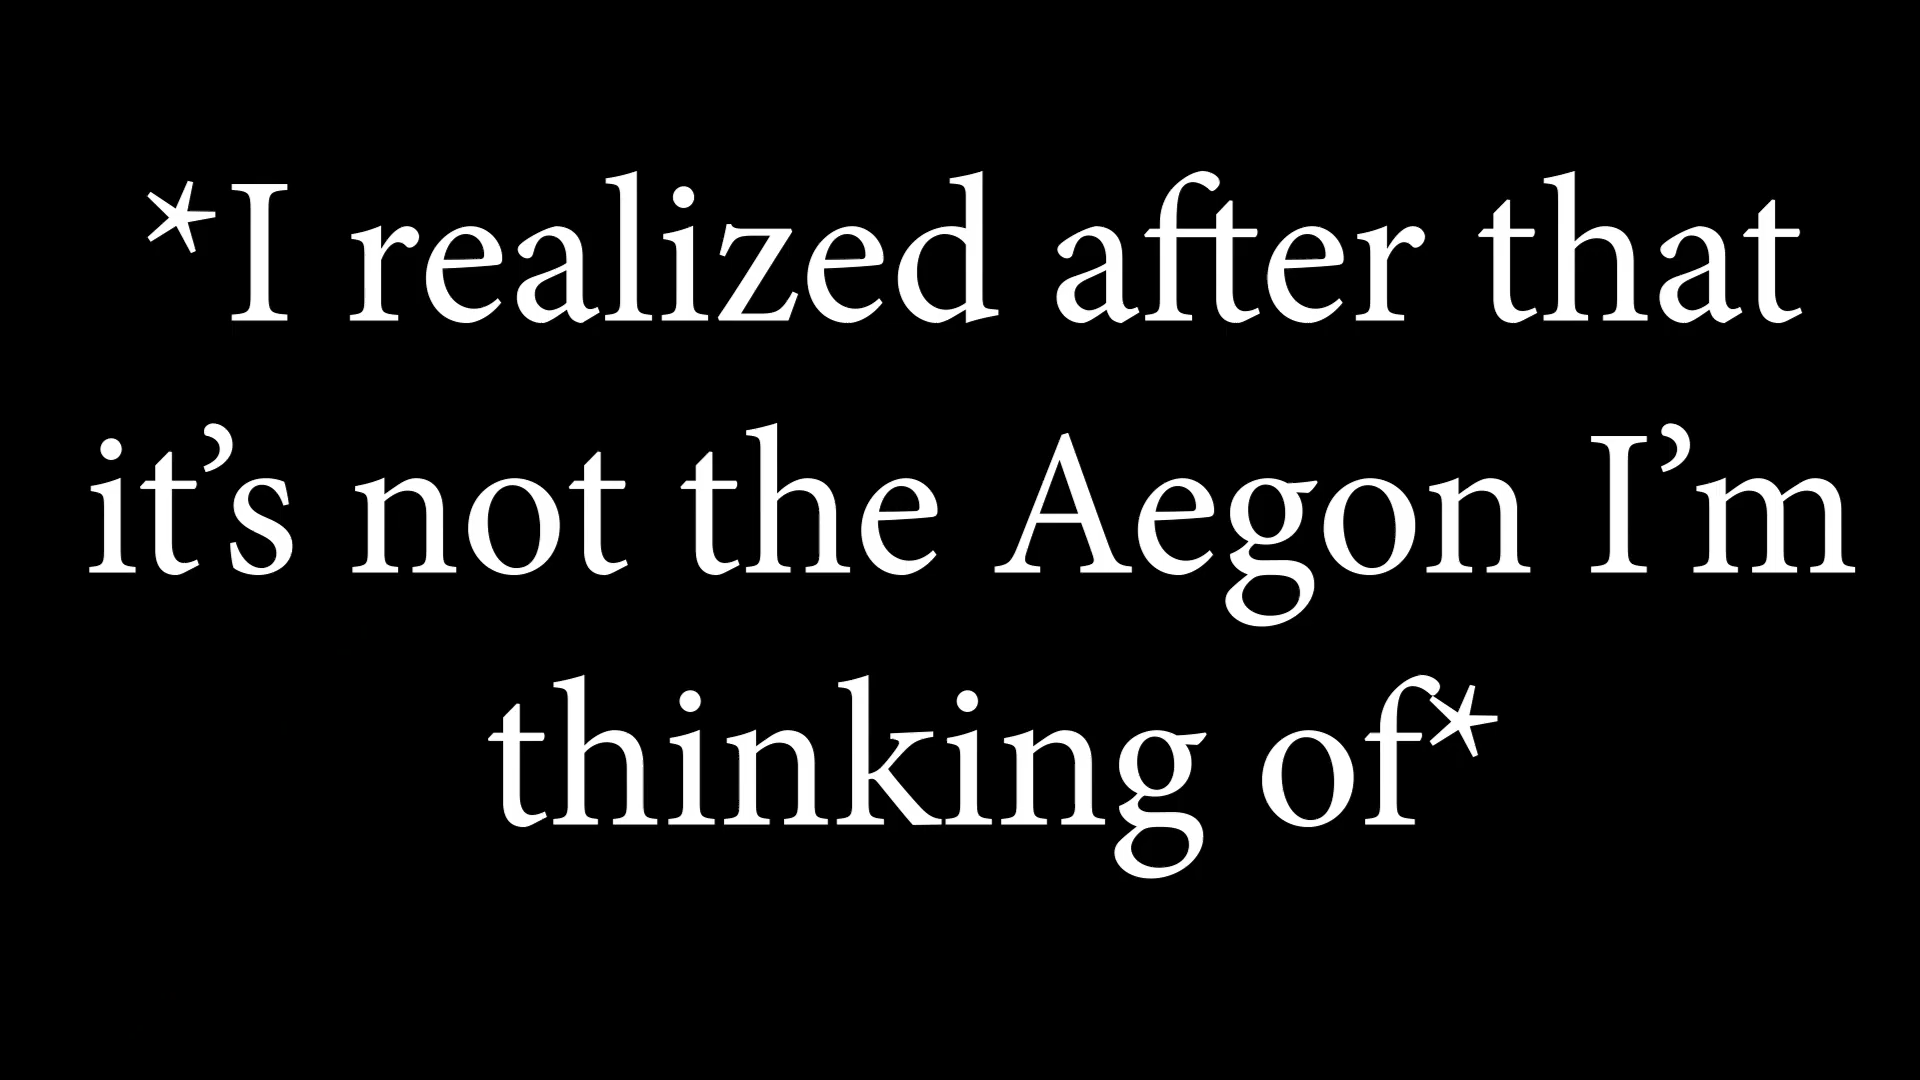 *I realized after that
it’s not the Aegon I’m
thinking of*